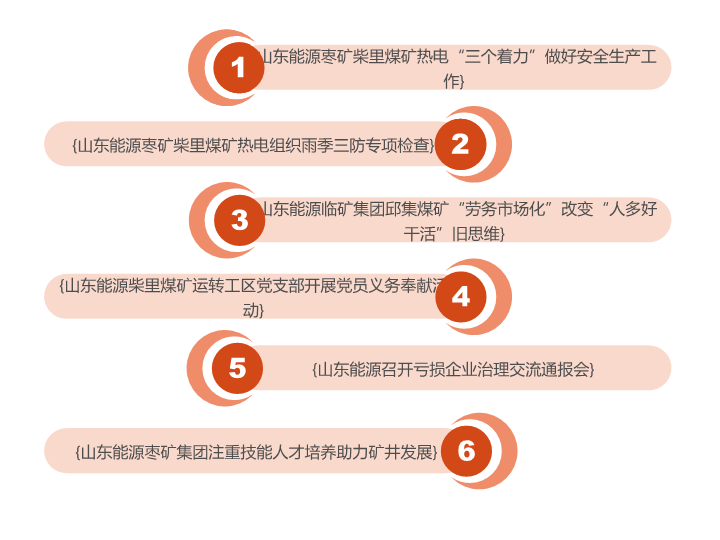 1
山东能源枣矿柴里煤矿热电“三个着力”做好安全生产工
作}
{山东能源枣矿柴里煤矿热电组织雨季三防专项检查}
2
3
山东能源临矿集团邱集煤矿“劳务市场化”改变“人多好
干活”旧思维}
{山东能源柴里煤矿运转工区党支部开展党员义务奉献活
动}
4
5
{山东能源召开亏损企业治理交流通报会}
{山东能源枣矿集团注重技能人才培养助力矿井发展}
6